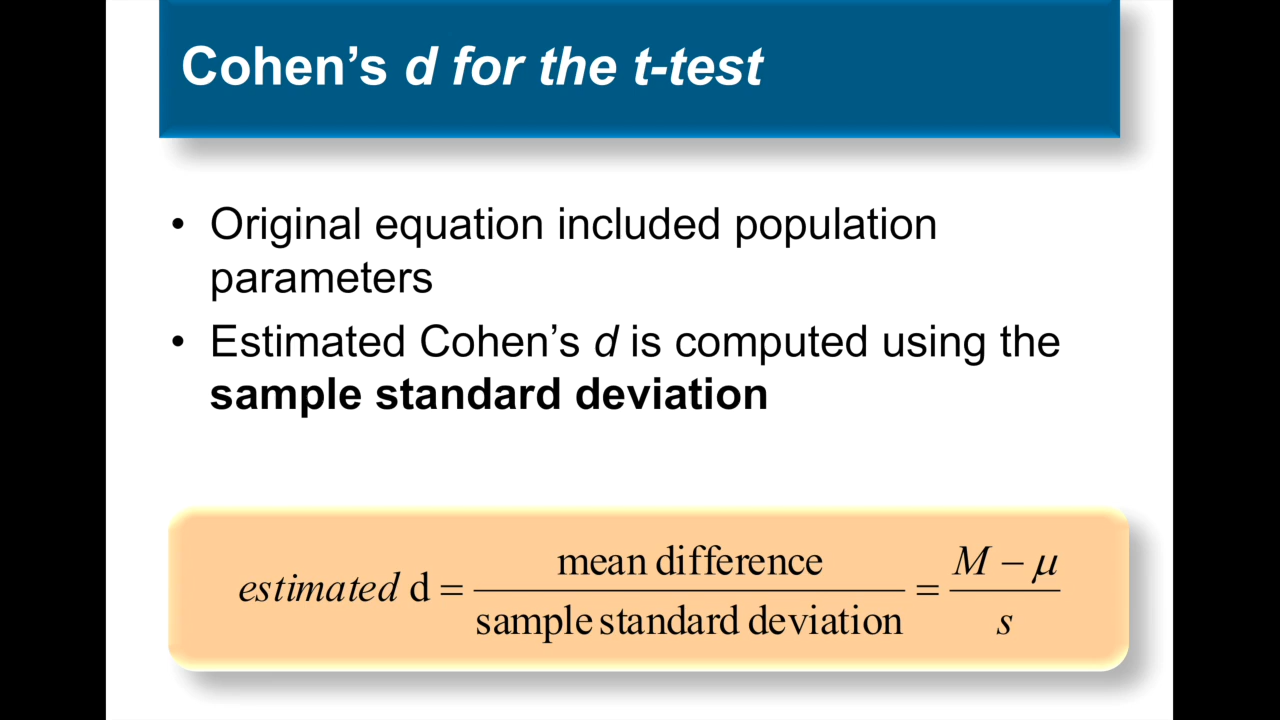 Cohen’s d for the t-test
• Original equation included population
parameters
• Estimated Cohen’s d is computed using the
sample standard deviation
estimated d = mean difference / sample standard deviation = M − μ / s